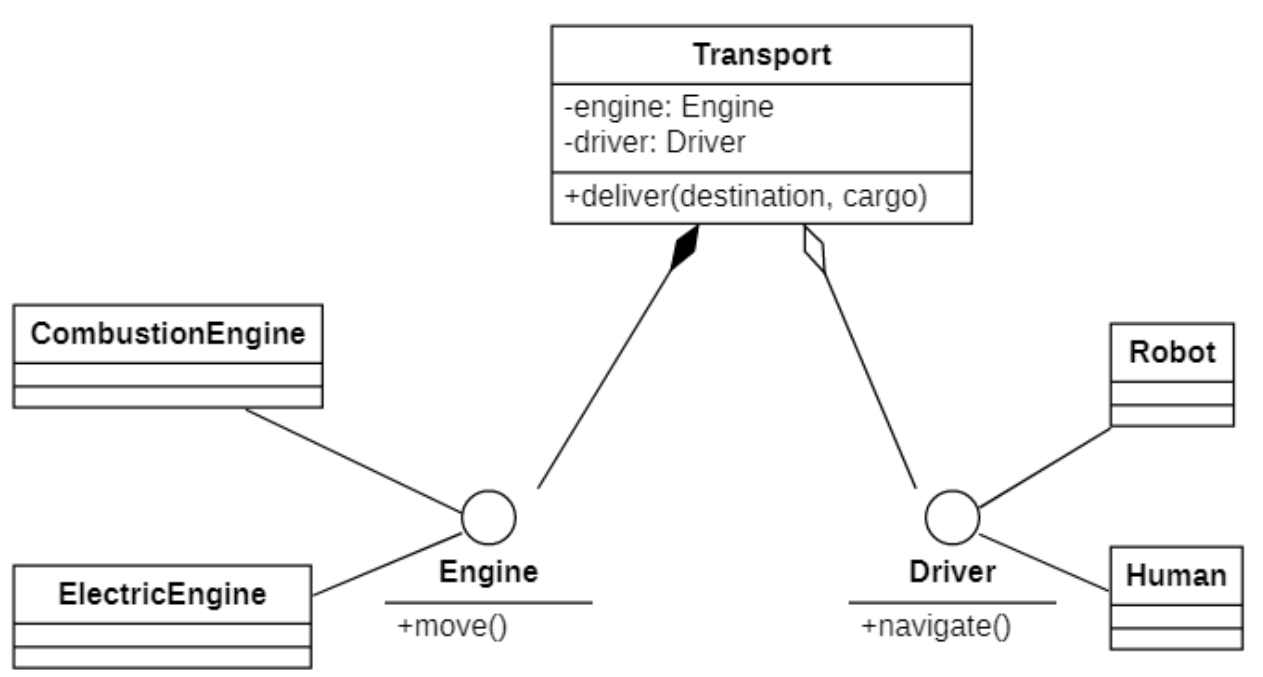 Transport
-engine: Engine
-driver: Driver
+deliver(destination, cargo)
CombustionEngine
Robot
ElectricEngine
Engine
+move()
Driver
+navigate()
Human